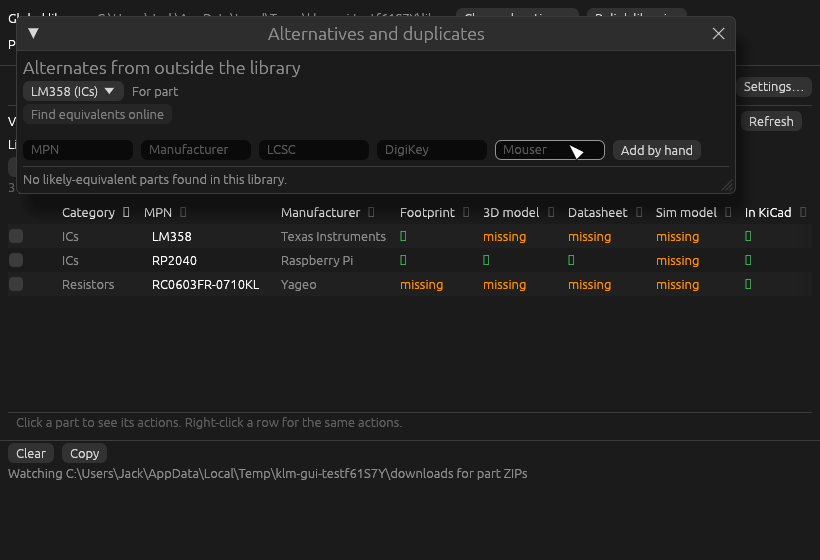 Alternatives and duplicates
Alternates from outside the library
LM358 (ICs) For part
Settings...
Find equivalents online
Refresh
MPN Manufacturer LCSC DigiKey Mouser Add by hand
No likely-equivalent parts found in this library.
Category MPN Manufacturer Footprint 3D model Datasheet Sim model In KiCad
ICs LM358 Texas Instruments missing missing missing
ICs RP2040 Raspberry Pi missing
Resistors RC0603FR-0710KL Yageo missing missing missing missing
Click a part to see its actions. Right-click a row for the same actions.
Clear Copy
Watching C:\Users\Jack\AppData\Local\Temp\klm-gui-testf61S7Y\downloads for part ZIPs